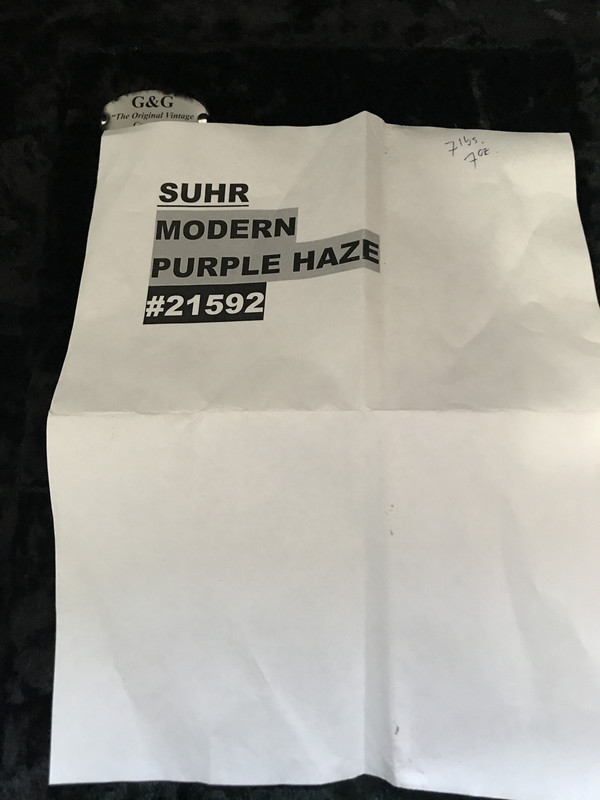 G&G
"The Original Vintage
7 lbs.
7 oz.
SUHR
MODERN
PURPLE HAZE
#21592